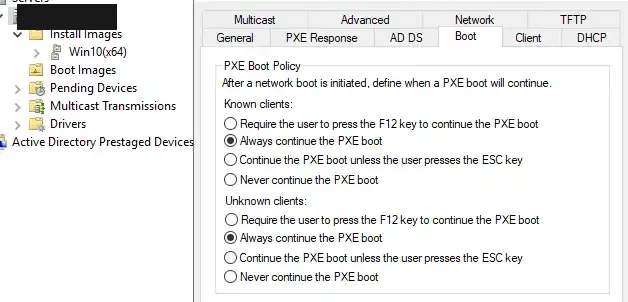 Servers
Install Images
Win10(x64)
Boot Images
Pending Devices
Multicast Transmissions
Drivers
Active Directory Prestaged Devices
Multicast Advanced Network TFTP
General PXE Response AD DS Boot Client DHCP
PXE Boot Policy
After a network boot is initiated, define when a PXE boot will continue.
Known clients:
Require the user to press the F12 key to continue the PXE boot
Always continue the PXE boot
Continue the PXE boot unless the user presses the ESC key
Never continue the PXE boot
Unknown clients:
Require the user to press the F12 key to continue the PXE boot
Always continue the PXE boot
Continue the PXE boot unless the user presses the ESC key
Never continue the PXE boot